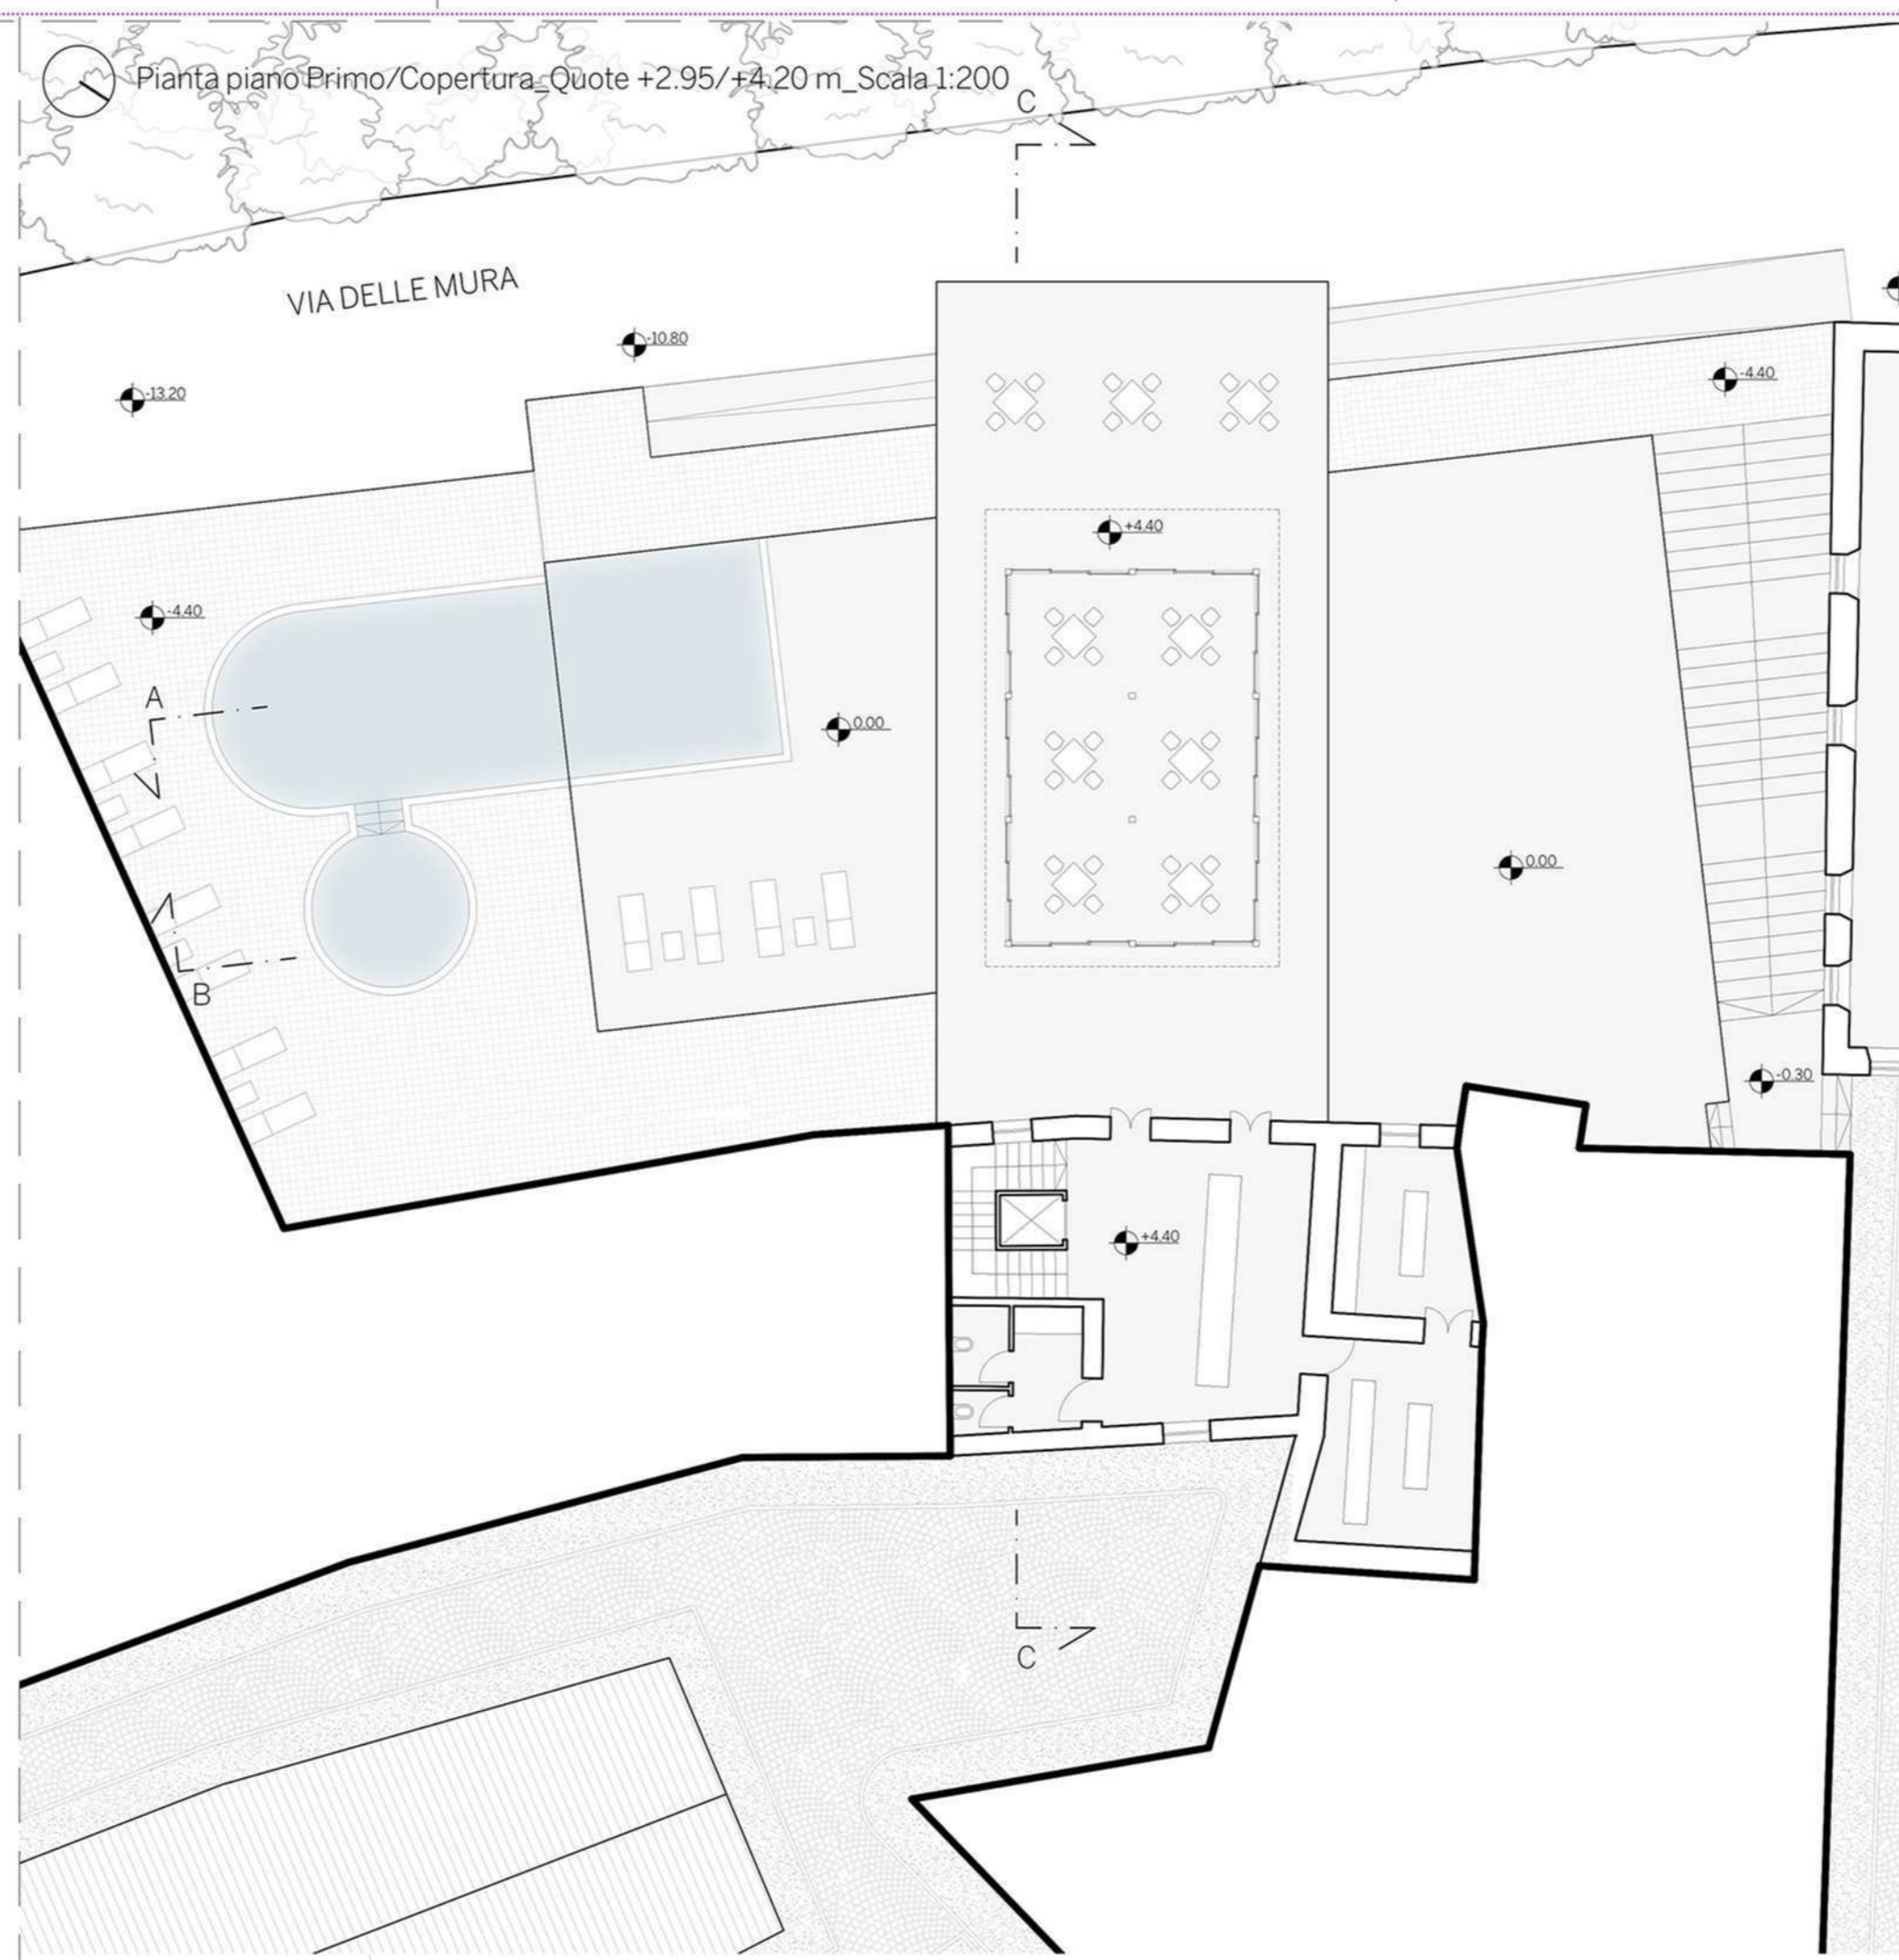 Pianta piano Primo/Copertura_Quote +2.95/+4.20 m_Scala 1:200
C
VIA DELLE MURA
-10.80
-4.40
-13.20
+4.40
-4.40
A
0.00
0.00
B
-0.30
+4.40
C